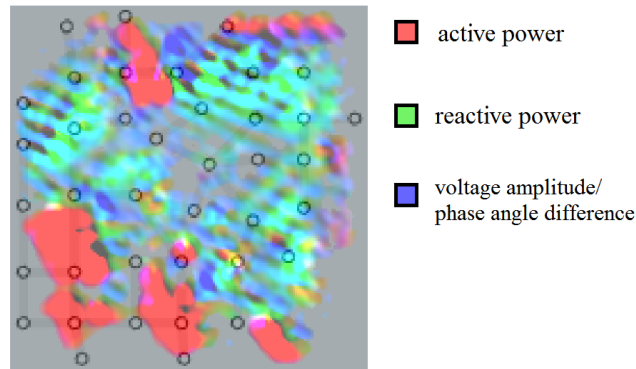 active power
reactive power
voltage amplitude/
phase angle difference